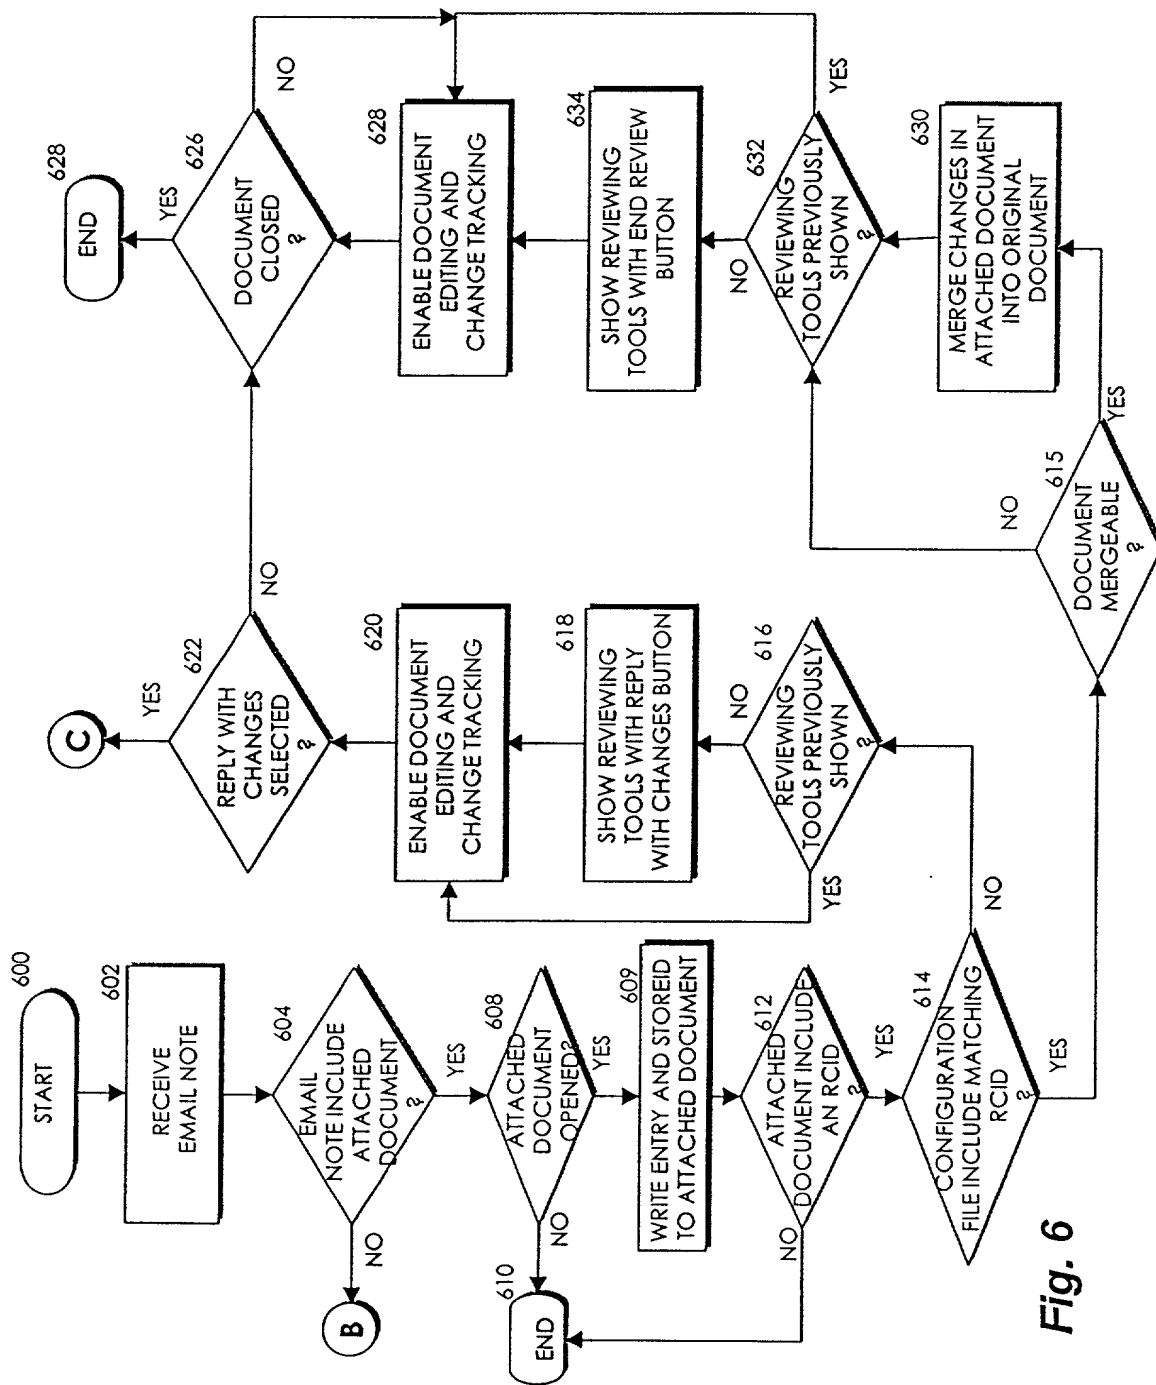 600
START
602
RECEIVE
EMAIL NOTE
604
EMAIL
NOTE INCLUDE
ATTACHED
DOCUMENT
?
YES
NO
B
608
ATTACHED
DOCUMENT
OPENED?
YES
NO
610
END
609
WRITE ENTRY AND STOREID
TO ATTACHED DOCUMENT
612
ATTACHED
DOCUMENT INCLUDE
AN RCID
?
YES
NO
614
CONFIGURATION
FILE INCLUDE MATCHING
RCID
?
NO
YES
C
YES
622
REPLY WITH
CHANGES
SELECTED
?
NO
620
ENABLE DOCUMENT
EDITING AND
CHANGE TRACKING
618
SHOW REVIEWING
TOOLS WITH REPLY
WITH CHANGES BUTTON
616
NO
REVIEWING
TOOLS PREVIOUSLY
SHOWN
?
YES
615
DOCUMENT
MERGEABLE
?
NO
YES
628
END
YES
626
DOCUMENT
CLOSED
?
NO
628
ENABLE DOCUMENT
EDITING AND
CHANGE TRACKING
634
SHOW REVIEWING
TOOLS WITH END REVIEW
BUTTON
632
NO
REVIEWING
TOOLS PREVIOUSLY
SHOWN
?
YES
630
MERGE CHANGES IN
ATTACHED DOCUMENT
INTO ORIGINAL
DOCUMENT
Fig. 6